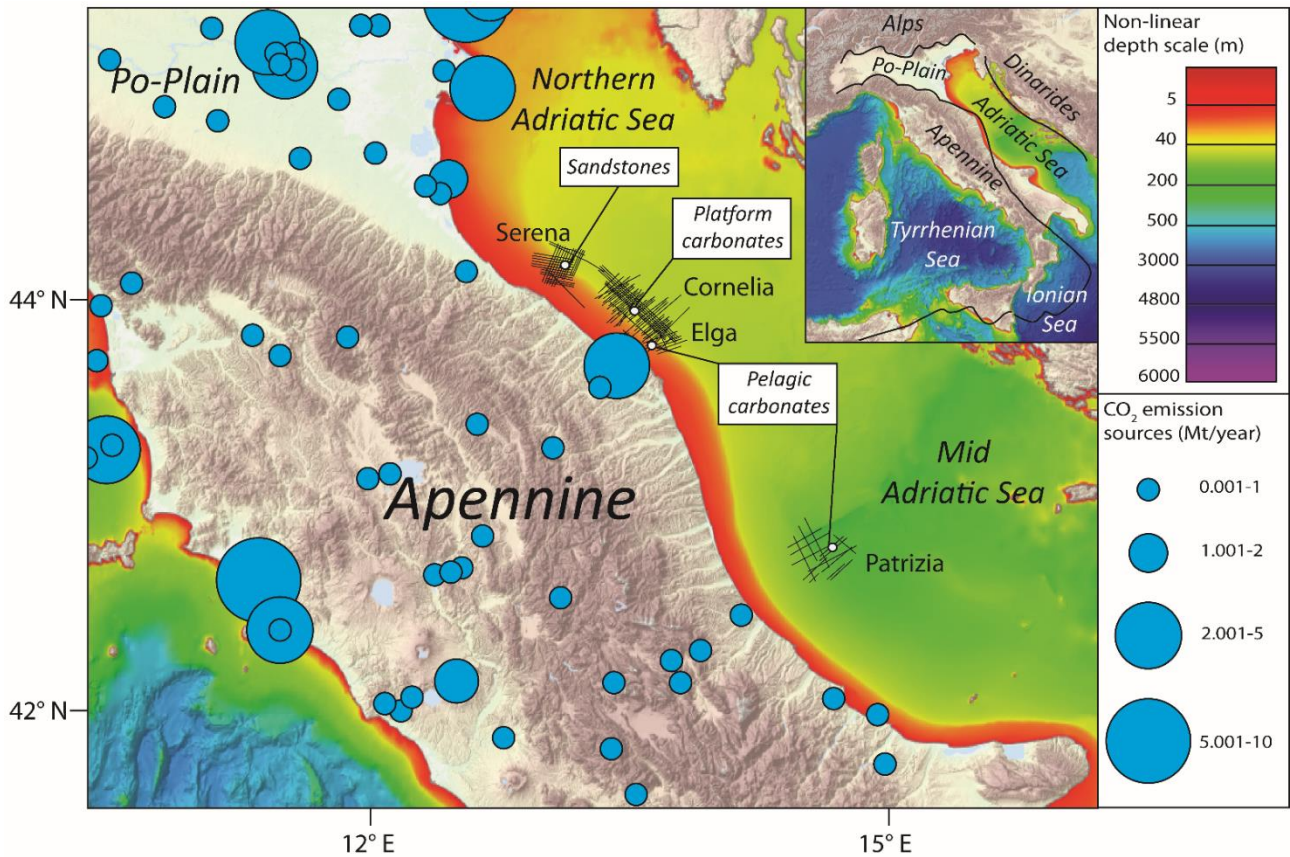 Po-Plain
Northern
Adriatic Sea
Sandstones
Platform
carbonates
Serena
Cornelia
Elga
Pelagic
carbonates
Apennine
Mid
Adriatic Sea
Patrizia
44° N
42° N
12° E
15° E
Alps
Po-Plain
Dinarides
Adriatic Sea
Apennine
Tyrrhenian
Sea
Ionian
Sea
Non-linear
depth scale (m)
5
40
200
500
3000
4800
5500
6000
CO₂ emission
sources (Mt/year)
0.001-1
1.001-2
2.001-5
5.001-10